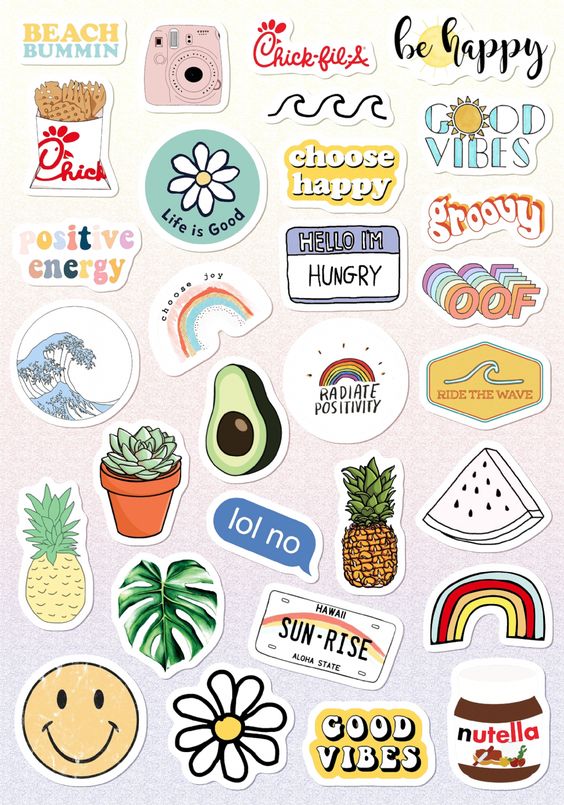 BEACH
BUMMIN
Chick-fil-A
be happy
Chick
Life is Good
choose
happy
GOOD
VIBES
groovy
positive
energy
HELLO I'M
HUNGRY
choose joy
OOF
RADIATE
POSITIVITY
RIDE THE WAVE
lol no
HAWAII
SUN-RISE
ALOHA STATE
GOOD
VIBES
nutella